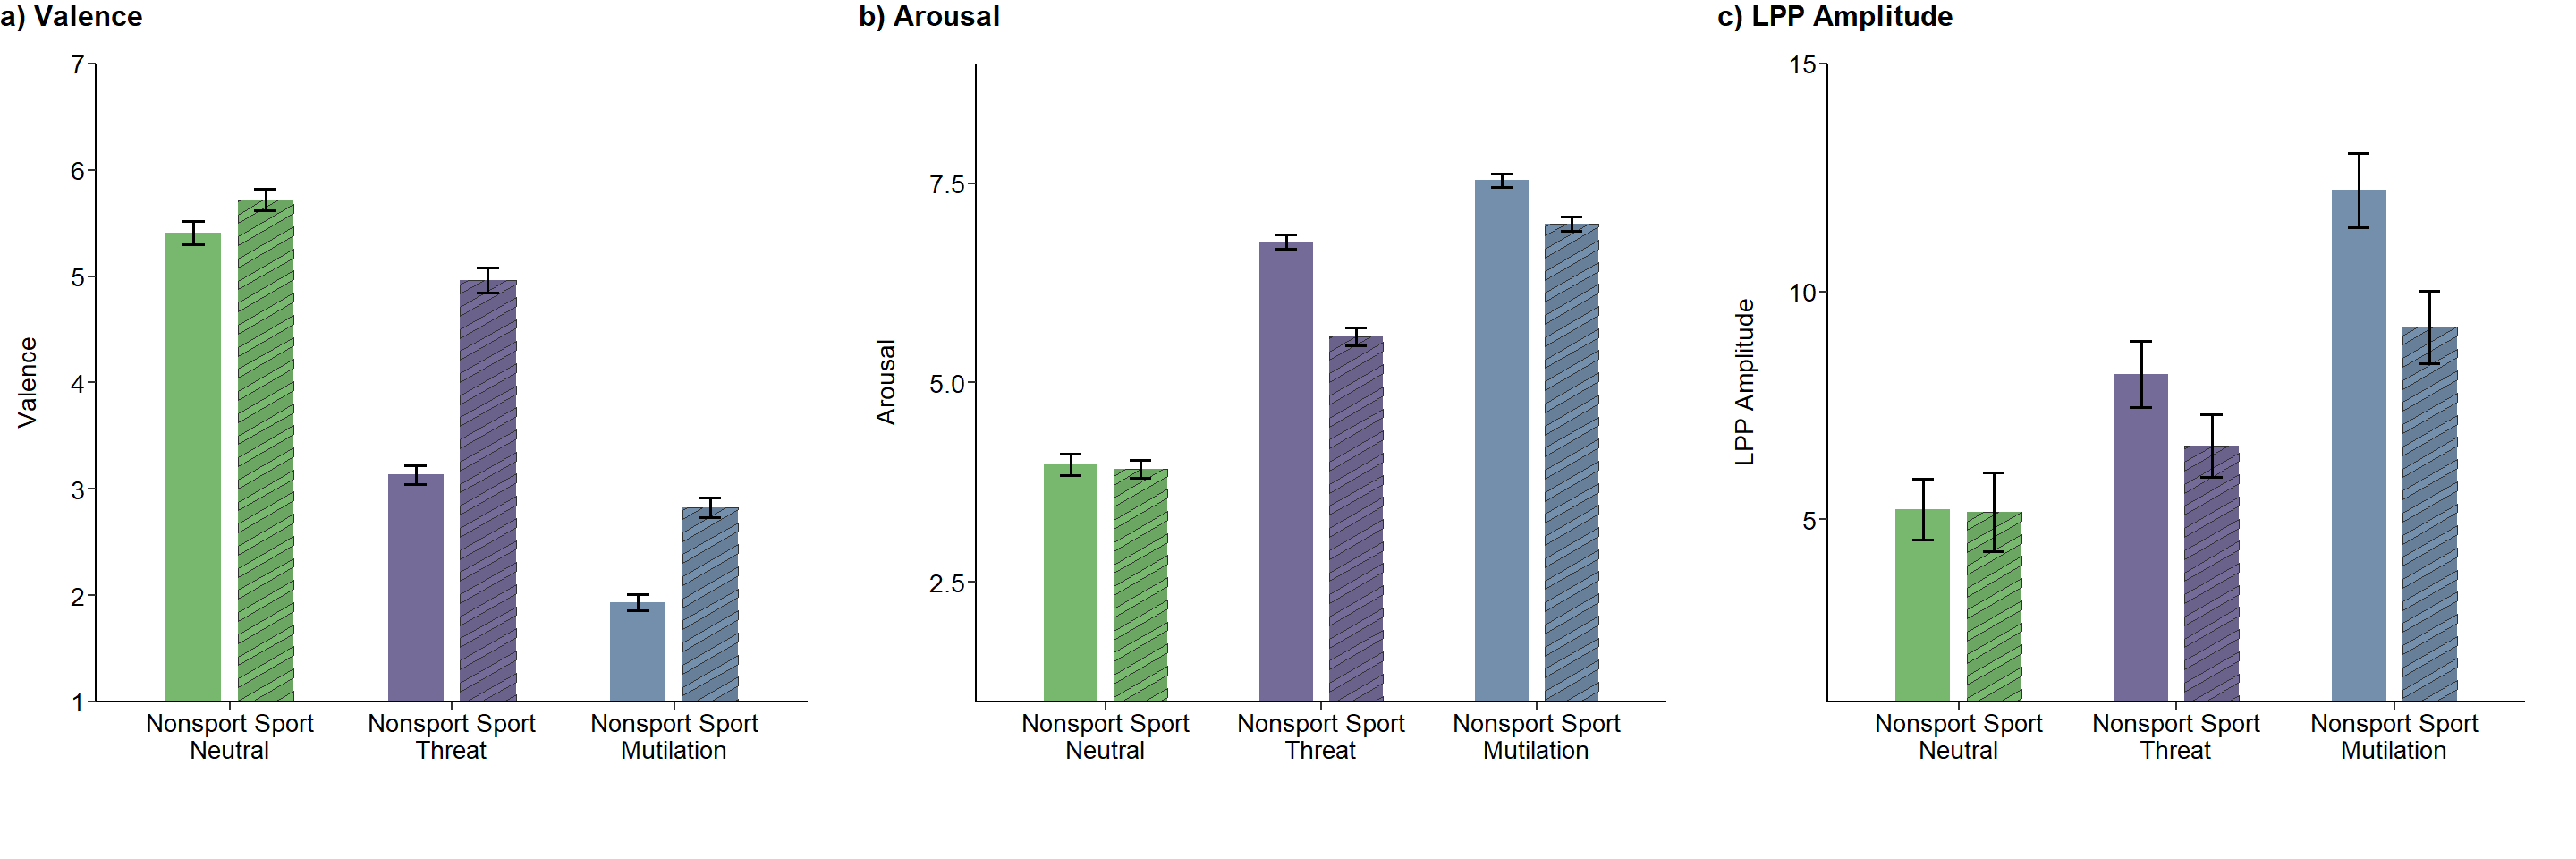 a) Valence
b) Arousal
c) LPP Amplitude
Valence
7
6
5
4
3
2
1
Nonsport Sport
Neutral
Nonsport Sport
Threat
Nonsport Sport
Mutilation
Arousal
7.5
5.0
2.5
Nonsport Sport
Neutral
Nonsport Sport
Threat
Nonsport Sport
Mutilation
LPP Amplitude
15
10
5
Nonsport Sport
Neutral
Nonsport Sport
Threat
Nonsport Sport
Mutilation